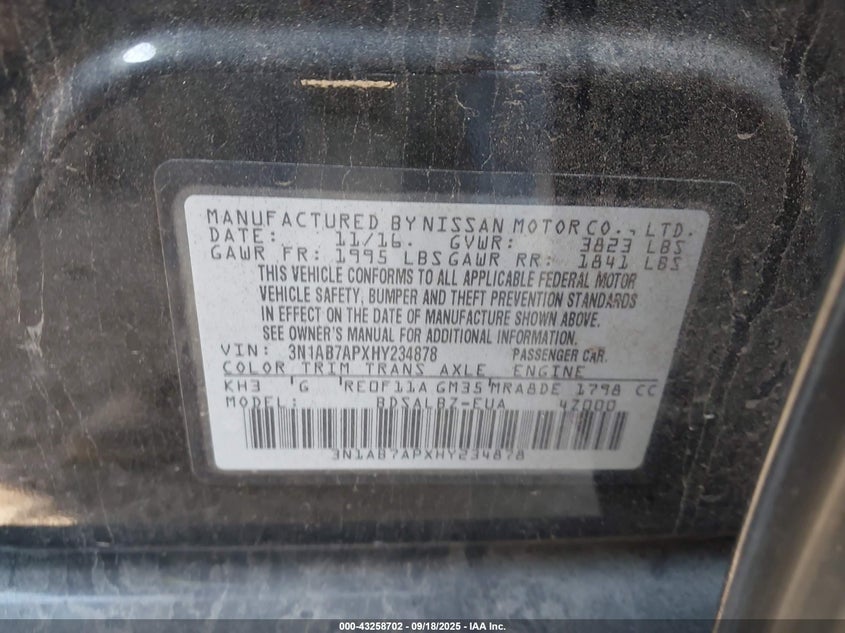 MANUFACTURED BY NISSAN MOTOR CO., LTD.
DATE: 11/16. GVWR: 3823 LBS
GAWR FR: 1995 LBS GAWR RR: 1841 LBS
THIS VEHICLE CONFORMS TO ALL APPLICABLE FEDERAL MOTOR
VEHICLE SAFETY, BUMPER AND THEFT PREVENTION STANDARDS
IN EFFECT ON THE DATE OF MANUFACTURE SHOWN ABOVE.
SEE OWNER'S MANUAL FOR ADDITIONAL INFORMATION.
VIN: 3N1AB7APXHY234878 PASSENGER CAR.
COLOR TRIM TRANS AXLE ENGINE
KH3 'G 'RE0F11A GM35'MRA8DE 1798 CC
MODEL: BDSALBZ-EUA 4Z000
3N1AB7APXHY234878
000-43258702 - 09/18/2025 - IAA Inc.